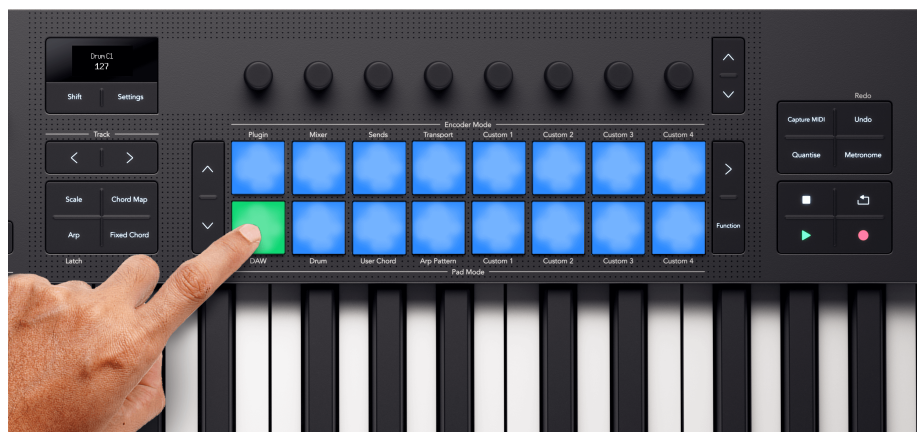 Drum C1
127
Shift Settings
Redo
Capture MIDI Undo
Track
Encoder Mode
Plugin Mixer Sends Transport Custom 1 Custom 2 Custom 3 Custom 4
Quantise Metronome
Scale Chord Map
Arp Fixed Chord
Function
Latch
DAW Drum User Chord Arp Pattern Custom 1 Custom 2 Custom 3 Custom 4
Pad Mode